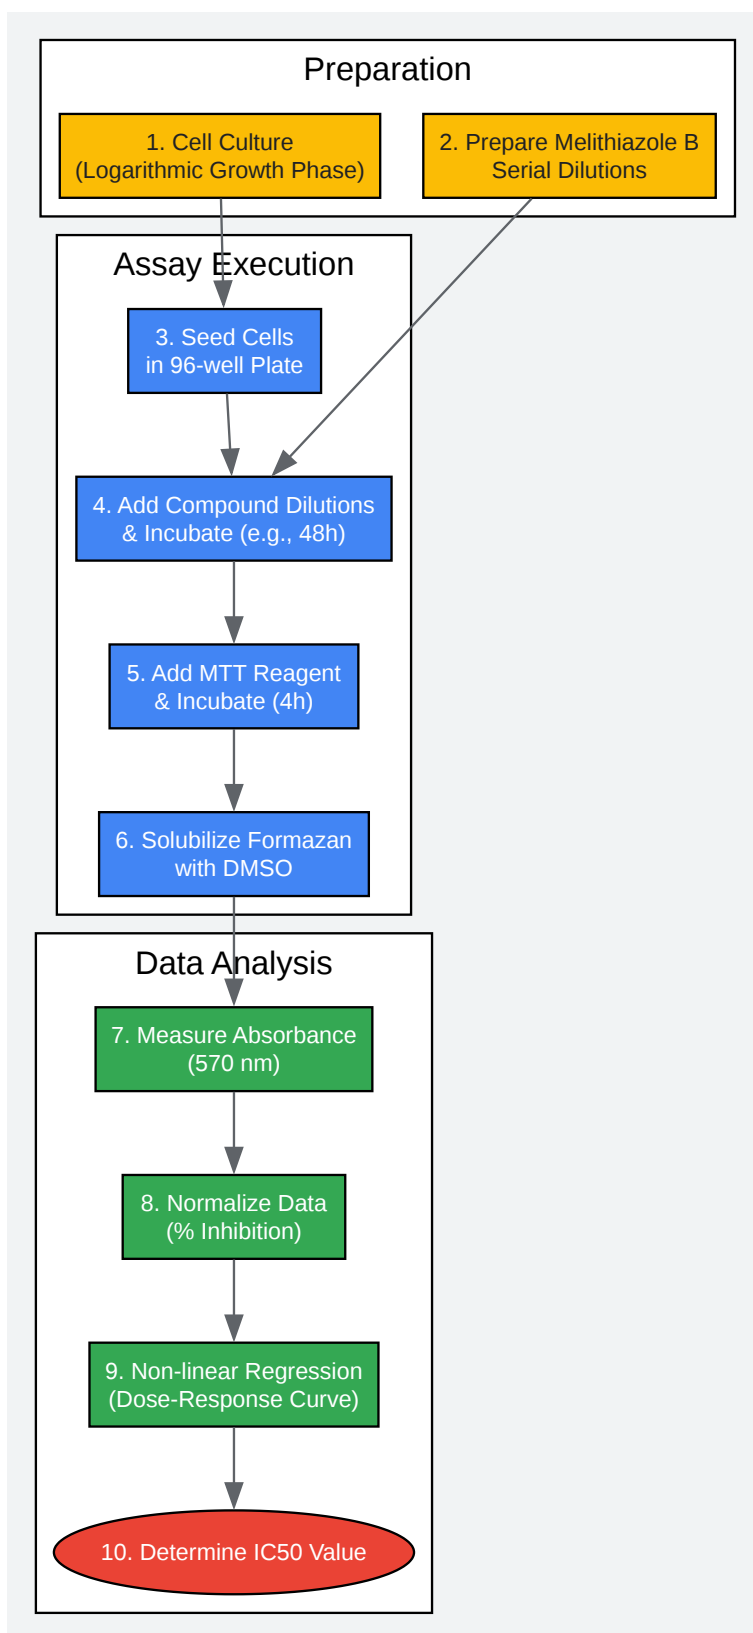 Preparation
1. Cell Culture
(Logarithmic Growth Phase)
2. Prepare Melithiazole B
Serial Dilutions
Assay Execution
3. Seed Cells
in 96-well Plate
4. Add Compound Dilutions
& Incubate (e.g., 48h)
5. Add MTT Reagent
& Incubate (4h)
6. Solubilize Formazan
with DMSO
Data Analysis
7. Measure Absorbance
(570 nm)
8. Normalize Data
(% Inhibition)
9. Non-linear Regression
(Dose-Response Curve)
10. Determine IC50 Value